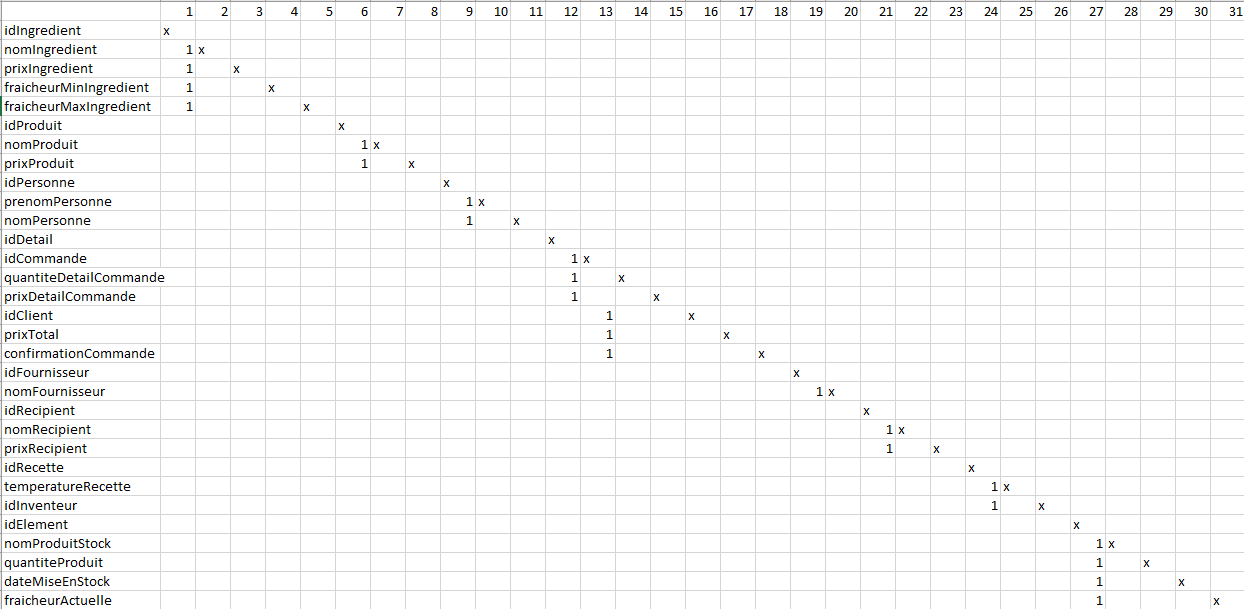 1 2 3 4 5 6 7 8 9 10 11 12 13 14 15 16 17 18 19 20 21 22 23 24 25 26 27 28 29 30 31
idIngredient x
nomIngredient 1 x
prixIngredient 1 x
fraicheurMinIngredient 1 x
fraicheurMaxIngredient 1 x
idProduit x
nomProduit 1 x
prixProduit 1 x
idPersonne x
prenomPersonne 1 x
nomPersonne 1 x
idDetail x
idCommande 1 x
quantiteDetailCommande 1 x
prixDetailCommande 1 x
idClient 1 x
prixTotal 1 x
confirmationCommande 1 x
idFournisseur x
nomFournisseur 1 x
idRecipient x
nomRecipient 1 x
prixRecipient 1 x
idRecette x
temperatureRecette 1 x
idInventeur 1 x
idElement x
nomProduitStock 1 x
quantiteProduit 1 x
dateMiseEnStock 1 x
fraicheurActuelle 1 x